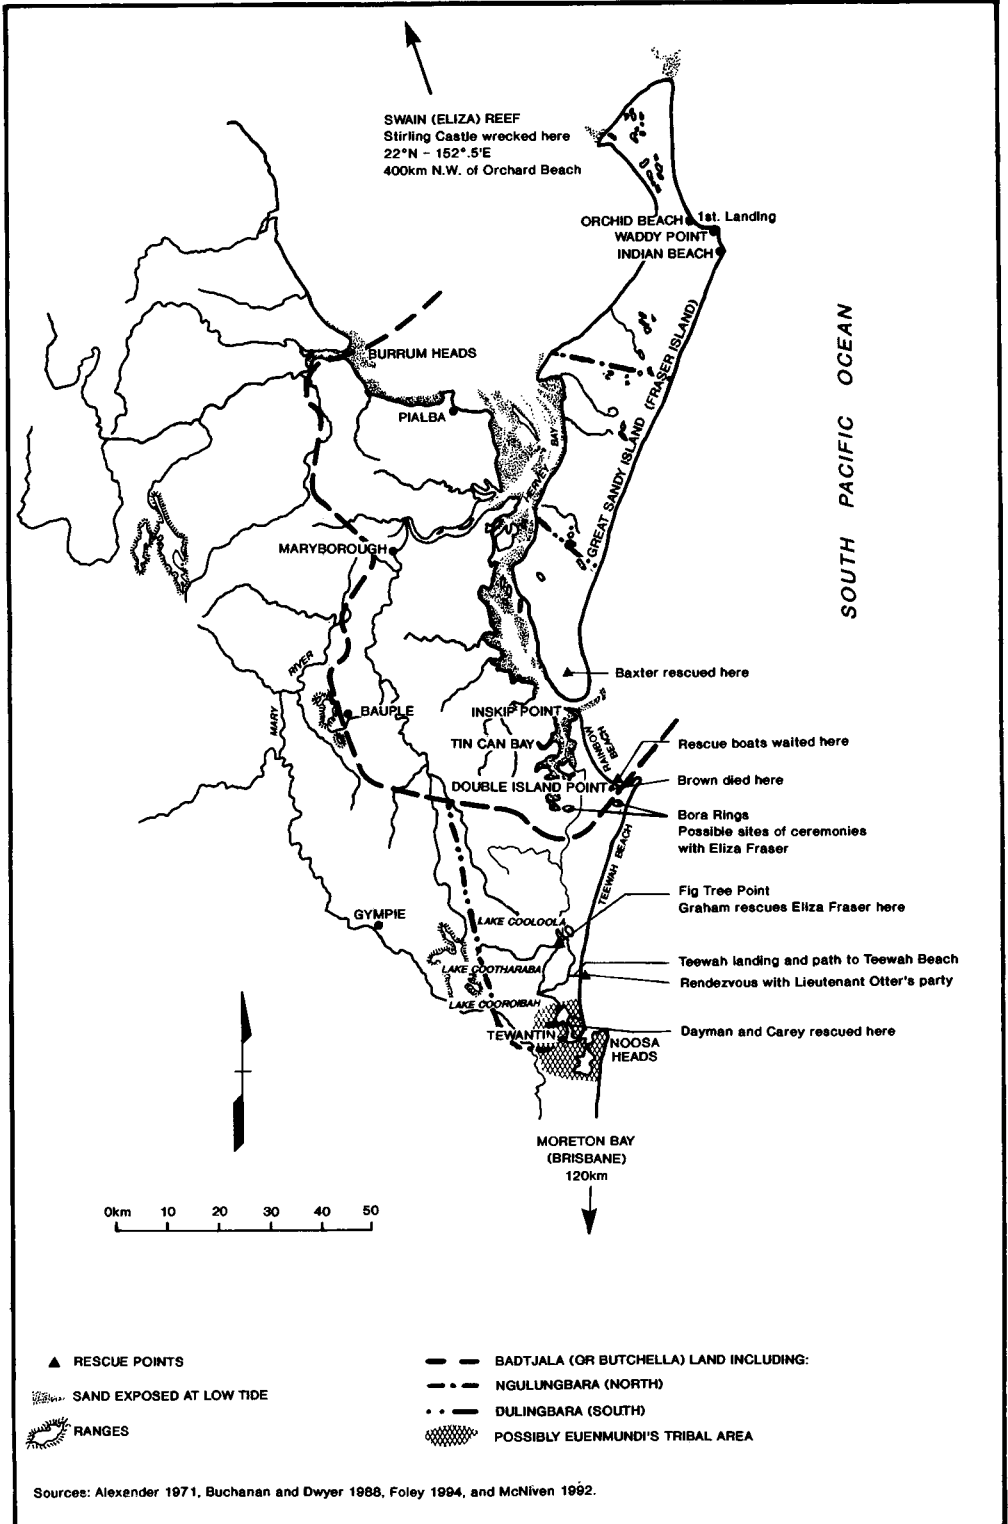 SWAIN (ELIZA) REEF
Stirling Castle wrecked here
22°N - 152°.5'E
400km N.W. of Orchard Beach
ORCHID BEACH
1st. Landing
WADDY POINT
INDIAN BEACH
BURRUM HEADS
PIALBA
HERVEY BAY
GREAT SANDY ISLAND (FRASER ISLAND)
SOUTH PACIFIC OCEAN
MARYBOROUGH
Baxter rescued here
MARY RIVER
BAUPLE
INSKIP POINT
RAINBOW
BEACH
TIN CAN BAY
Rescue boats waited here
DOUBLE ISLAND POINT
Brown died here
Bora Rings
Possible sites of ceremonies
with Eliza Fraser
TEEWAH BEACH
Fig Tree Point
Graham rescues Eliza Fraser here
GYMPIE
LAKE COOLOOLA
LAKE COOTHARABA
Teewah landing and path to Teewah Beach
Rendezvous with Lieutenant Otter's party
LAKE COOROIBAH
TEWANTIN
Dayman and Carey rescued here
NOOSA
HEADS
MORETON BAY
(BRISBANE)
120km
0km 10 20 30 40 50
RESCUE POINTS
SAND EXPOSED AT LOW TIDE
RANGES
BADTJALA (OR BUTCHELLA) LAND INCLUDING:
NGULUNGBARA (NORTH)
DULINGBARA (SOUTH)
POSSIBLY EUENMUNDI'S TRIBAL AREA
Sources: Alexander 1971, Buchanan and Dwyer 1988, Foley 1994, and McNiven 1992.